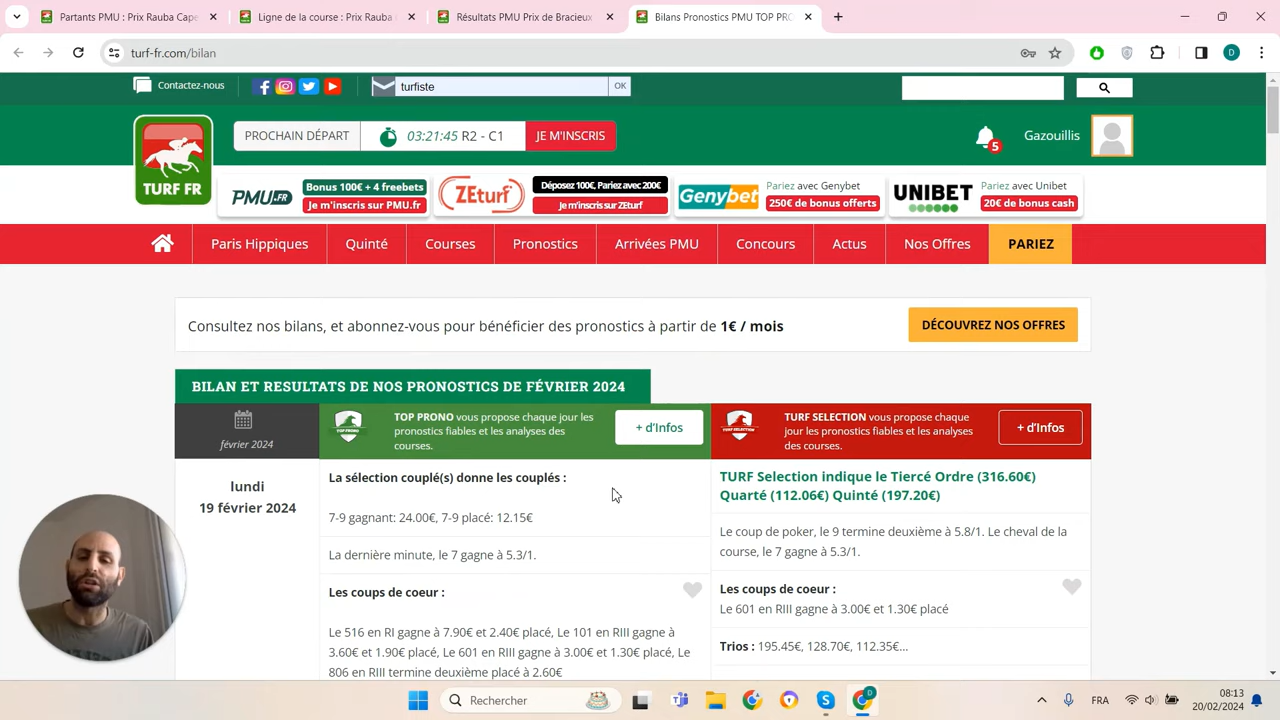 Partants PMU : Prix Rauba Cape
Ligne de la course : Prix Rauba
Résultats PMU Prix de Bracieux
Bilans Pronostics PMU TOP PRO
turf-fr.com/bilan
D
Contactez-nous
turfiste
OK
TURF FR
PROCHAIN DÉPART
03:21:45 R2 - C1
JE M'INSCRIS
5
Gazouillis
PMU.FR
Bonus 100€ + 4 freebets
Je m'inscris sur PMU.fr
ZEturf
Déposez 100€, Pariez avec 200€
Je m'inscris sur ZEturf
Genybet
Pariez avec Genybet
250€ de bonus offerts
UNIBET
Pariez avec Unibet
20€ de bonus cash
Paris Hippiques
Quinté
Courses
Pronostics
Arrivées PMU
Concours
Actus
Nos Offres
PARIEZ
Consultez nos bilans, et abonnez-vous pour bénéficier des pronostics à partir de 1€ / mois
DÉCOUVREZ NOS OFFRES
BILAN ET RESULTATS DE NOS PRONOSTICS DE FÉVRIER 2024
février 2024
TOP PRONO
TOP PRONO vous propose chaque jour les
pronostics fiables et les analyses des
courses.
+ d'Infos
TURF SELECTION
TURF SELECTION vous propose chaque
jour les pronostics fiables et les analyses
des courses.
+ d'Infos
lundi
19 février 2024
La sélection couplé(s) donne les couplés :
7-9 gagnant: 24.00€, 7-9 placé: 12.15€
La dernière minute, le 7 gagne à 5.3/1.
Les coups de coeur :
Le 516 en RI gagne à 7.90€ et 2.40€ placé, Le 101 en RIII gagne à
3.60€ et 1.90€ placé, Le 601 en RIII gagne à 3.00€ et 1.30€ placé, Le
806 en RIII termine deuxième placé à 2.60€
TURF Selection indique le Tiercé Ordre (316.60€)
Quarté (112.06€) Quinté (197.20€)
Le coup de poker, le 9 termine deuxième à 5.8/1. Le cheval de la
course, le 7 gagne à 5.3/1.
Les coups de coeur :
Le 601 en RIII gagne à 3.00€ et 1.30€ placé
Trios : 195.45€, 128.70€, 112.35€...
Rechercher
D
FRA
08:13
20/02/2024